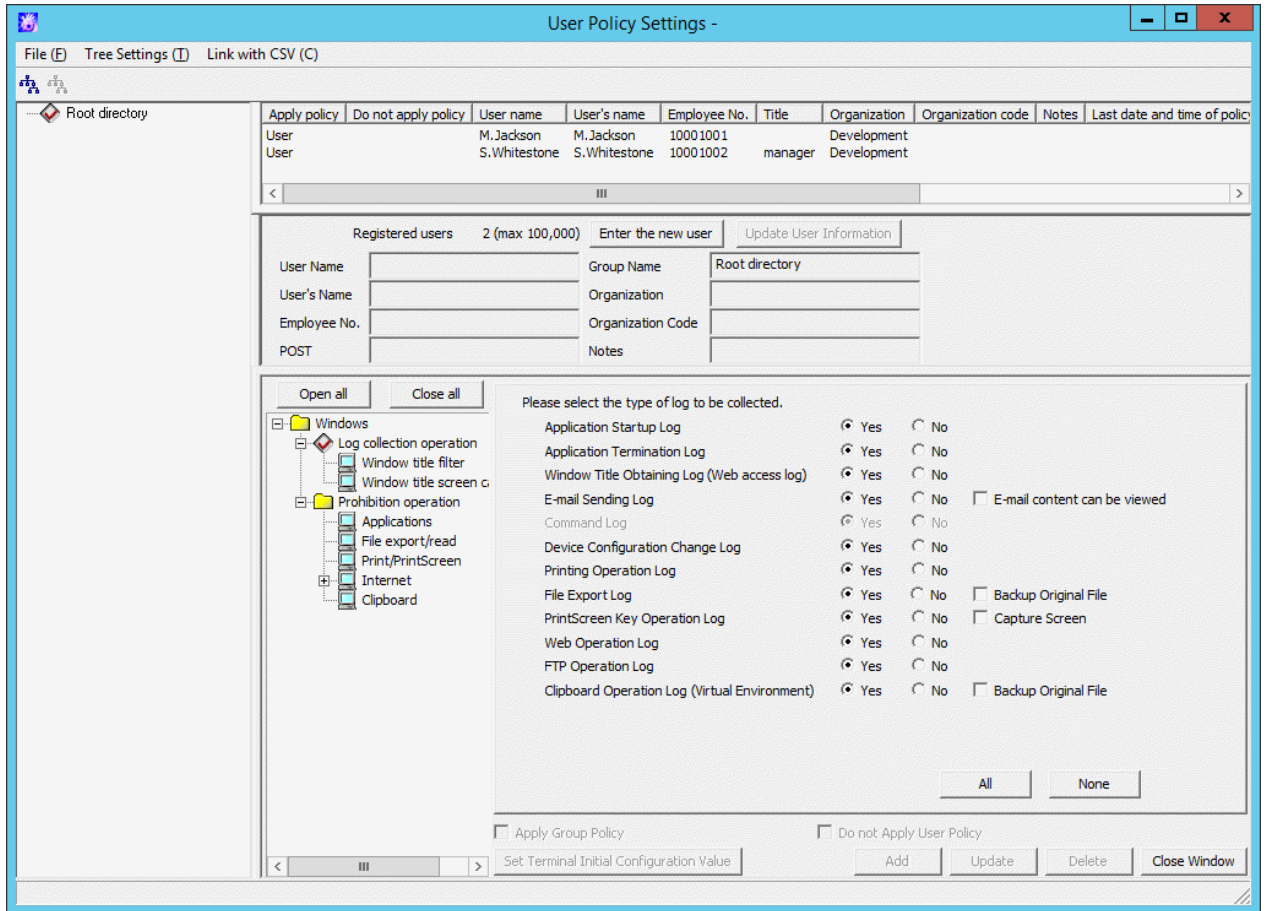 User Policy Settings -
File (F) Tree Settings (T) Link with CSV (C)
Root directory
Apply policy Do not apply policy User name User's name Employee No. Title Organization Organization code Notes Last date and time of policy
User M.Jackson M.Jackson 10001001 Development
User S.Whitestone S.Whitestone 10001002 manager Development
Registered users 2 (max 100,000) Enter the new user Update User Information
User Name Group Name Root directory
User's Name Organization
Employee No. Organization Code
POST Notes
Open all Close all
Windows
Log collection operation
Window title filter
Window title screen ca
Prohibition operation
Applications
File export/read
Print/PrintScreen
Internet
Clipboard
Please select the type of log to be collected.
Application Startup Log Yes No
Application Termination Log Yes No
Window Title Obtaining Log (Web access log) Yes No
E-mail Sending Log Yes No E-mail content can be viewed
Command Log Yes No
Device Configuration Change Log Yes No
Printing Operation Log Yes No
File Export Log Yes No Backup Original File
PrintScreen Key Operation Log Yes No Capture Screen
Web Operation Log Yes No
FTP Operation Log Yes No
Clipboard Operation Log (Virtual Environment) Yes No Backup Original File
All None
Apply Group Policy Do not Apply User Policy
Set Terminal Initial Configuration Value Add Update Delete Close Window